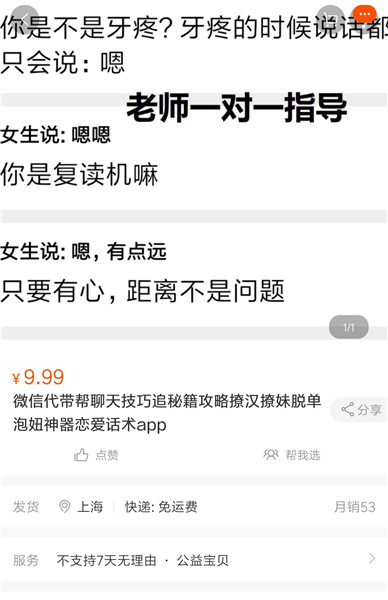 你是不是牙疼？牙疼的时候说话都
只会说：嗯
老师一对一指导
女生说：嗯嗯
你是复读机嘛
女生说：嗯，有点远
只要有心，距离不是问题
1/1
¥9.99
微信代带帮聊天技巧追秘籍攻略撩汉撩妹脱单
泡妞神器恋爱话术app
分享
点赞 帮我选
发货 上海 快递：免运费 月销53
服务 不支持7天无理由 · 公益宝贝